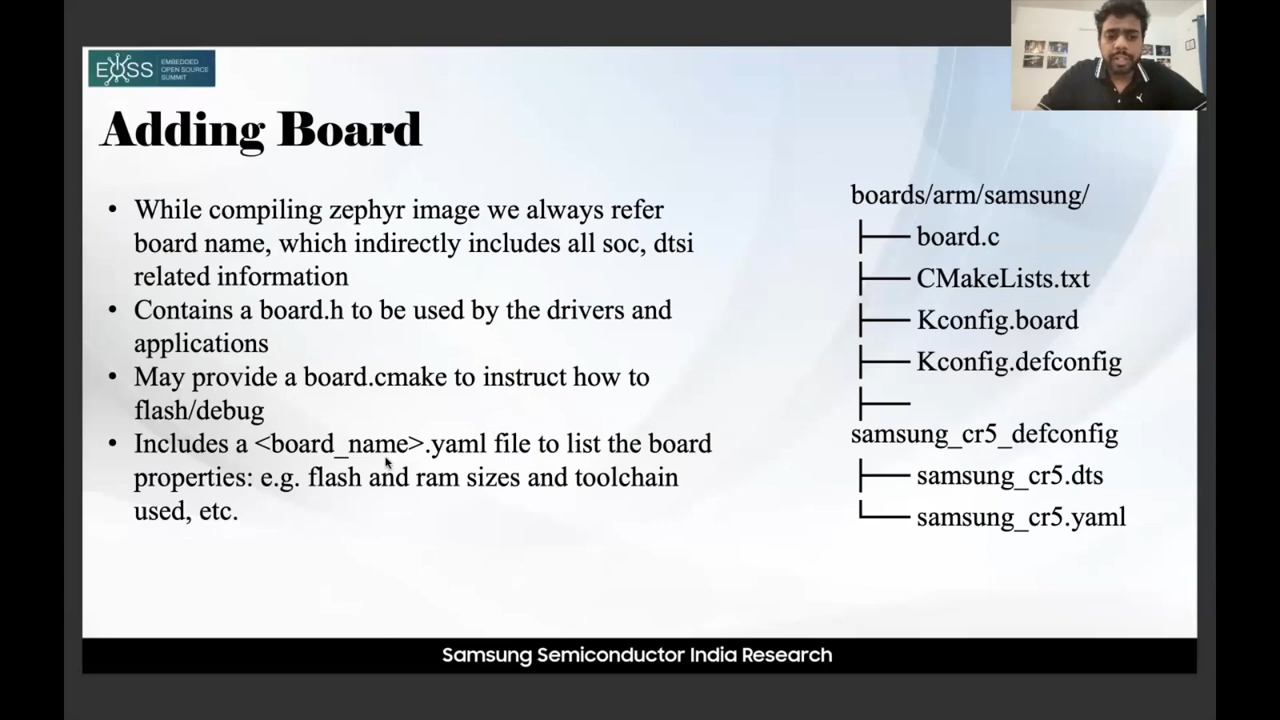 EOSS
EMBEDDED
OPEN SOURCE
SUMMIT
Adding Board
• While compiling zephyr image we always refer
board name, which indirectly includes all soc, dtsi
related information
• Contains a board.h to be used by the drivers and
applications
• May provide a board.cmake to instruct how to
flash/debug
• Includes a <board_name>.yaml file to list the board
properties: e.g. flash and ram sizes and toolchain
used, etc.
boards/arm/samsung/
├── board.c
├── CMakeLists.txt
├── Kconfig.board
├── Kconfig.defconfig
├──
samsung_cr5_defconfig
├── samsung_cr5.dts
└── samsung_cr5.yaml
Samsung Semiconductor India Research